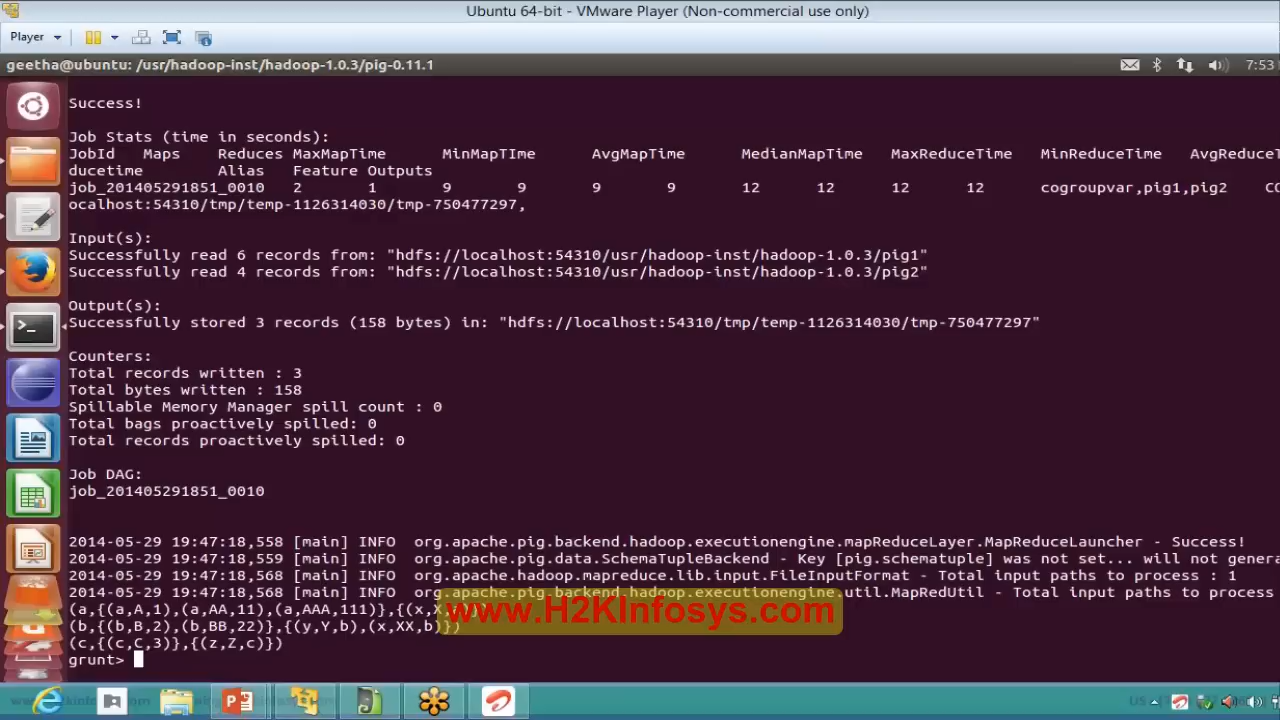 Ubuntu 64-bit - VMware Player (Non-commercial use only)
Player
geetha@ubuntu: /usr/hadoop-inst/hadoop-1.0.3/pig-0.11.1
7:53
Success!
Job Stats (time in seconds):
JobId Maps Reduces MaxMapTime MinMapTIme AvgMapTime MedianMapTime MaxReduceTime MinReduceTime AvgReduceT
ducetime Alias Feature Outputs
job_201405291851_0010 2 1 9 9 9 9 12 12 12 12 cogroupvar,pig1,pig2 CO
ocalhost:54310/tmp/temp-1126314030/tmp-750477297,
Input(s):
Successfully read 6 records from: "hdfs://localhost:54310/usr/hadoop-inst/hadoop-1.0.3/pig1"
Successfully read 4 records from: "hdfs://localhost:54310/usr/hadoop-inst/hadoop-1.0.3/pig2"
Output(s):
Successfully stored 3 records (158 bytes) in: "hdfs://localhost:54310/tmp/temp-1126314030/tmp-750477297"
Counters:
Total records written : 3
Total bytes written : 158
Spillable Memory Manager spill count : 0
Total bags proactively spilled: 0
Total records proactively spilled: 0
Job DAG:
job_201405291851_0010
2014-05-29 19:47:18,558 [main] INFO org.apache.pig.backend.hadoop.executionengine.mapReduceLayer.MapReduceLauncher - Success!
2014-05-29 19:47:18,559 [main] INFO org.apache.pig.data.SchemaTupleBackend - Key [pig.schematuple] was not set... will not genera
2014-05-29 19:47:18,568 [main] INFO org.apache.hadoop.mapreduce.lib.input.FileInputFormat - Total input paths to process : 1
2014-05-29 19:47:18,568 [main] INFO org.apache.pig.backend.hadoop.executionengine.util.MapRedUtil - Total input paths to process
(a,{(a,A,1),(a,AA,11),(a,AAA,111)},{(x,X,
www.H2KInfosys.com
(b,{(b,B,2),(b,BB,22)},{(y,Y,b),(x,XX,b)})
(c,{(c,C,3)},{(z,Z,c)})
grunt>